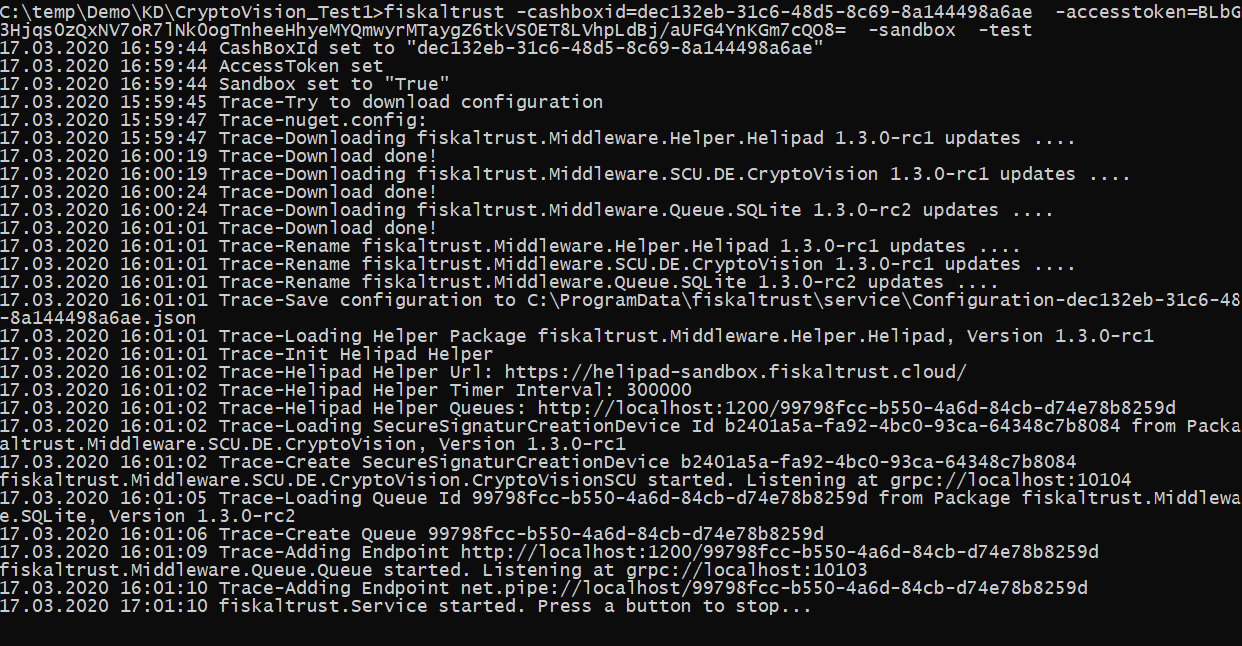 C:\temp\Demo\KD\CryptoVision_Test1>fiskaltrust -cashboxid=dec132eb-31c6-48d5-8c69-8a144498a6ae  -accesstoken=BLbG
3Hjqs0zQxNV7oR7lNkOogTnheeHhyeMYQmwyrMTaygZ6tkVS0ET8LVhpLdBj/aUFG4YnKGm7cQO8=  -sandbox  -test
17.03.2020 16:59:44 CashBoxId set to "dec132eb-31c6-48d5-8c69-8a144498a6ae"
17.03.2020 16:59:44 AccessToken set
17.03.2020 16:59:44 Sandbox set to "True"
17.03.2020 15:59:45 Trace-Try to download configuration
17.03.2020 15:59:47 Trace-nuget.config:
17.03.2020 15:59:47 Trace-Downloading fiskaltrust.Middleware.Helper.Helipad 1.3.0-rc1 updates ....
17.03.2020 16:00:19 Trace-Download done!
17.03.2020 16:00:19 Trace-Downloading fiskaltrust.Middleware.SCU.DE.CryptoVision 1.3.0-rc1 updates ....
17.03.2020 16:00:24 Trace-Download done!
17.03.2020 16:00:24 Trace-Downloading fiskaltrust.Middleware.Queue.SQLite 1.3.0-rc2 updates ....
17.03.2020 16:01:01 Trace-Download done!
17.03.2020 16:01:01 Trace-Rename fiskaltrust.Middleware.Helper.Helipad 1.3.0-rc1 updates ....
17.03.2020 16:01:01 Trace-Rename fiskaltrust.Middleware.SCU.DE.CryptoVision 1.3.0-rc1 updates ....
17.03.2020 16:01:01 Trace-Rename fiskaltrust.Middleware.Queue.SQLite 1.3.0-rc2 updates ....
17.03.2020 16:01:01 Trace-Save configuration to C:\ProgramData\fiskaltrust\service\Configuration-dec132eb-31c6-48
-8a144498a6ae.json
17.03.2020 16:01:01 Trace-Loading Helper Package fiskaltrust.Middleware.Helper.Helipad, Version 1.3.0-rc1
17.03.2020 16:01:01 Trace-Init Helipad Helper
17.03.2020 16:01:02 Trace-Helipad Helper Url: https://helipad-sandbox.fiskaltrust.cloud/
17.03.2020 16:01:02 Trace-Helipad Helper Timer Interval: 300000
17.03.2020 16:01:02 Trace-Helipad Helper Queues: http://localhost:1200/99798fcc-b550-4a6d-84cb-d74e78b8259d
17.03.2020 16:01:02 Trace-Loading SecureSignaturCreationDevice Id b2401a5a-fa92-4bc0-93ca-64348c7b8084 from Packa
altrust.Middleware.SCU.DE.CryptoVision, Version 1.3.0-rc1
17.03.2020 16:01:02 Trace-Create SecureSignaturCreationDevice b2401a5a-fa92-4bc0-93ca-64348c7b8084
fiskaltrust.Middleware.SCU.DE.CryptoVision.CryptoVisionSCU started. Listening at grpc://localhost:10104
17.03.2020 16:01:05 Trace-Loading Queue Id 99798fcc-b550-4a6d-84cb-d74e78b8259d from Package fiskaltrust.Middlewa
e.SQLite, Version 1.3.0-rc2
17.03.2020 16:01:06 Trace-Create Queue 99798fcc-b550-4a6d-84cb-d74e78b8259d
17.03.2020 16:01:09 Trace-Adding Endpoint http://localhost:1200/99798fcc-b550-4a6d-84cb-d74e78b8259d
fiskaltrust.Middleware.Queue.Queue started. Listening at grpc://localhost:10103
17.03.2020 16:01:10 Trace-Adding Endpoint net.pipe://localhost/99798fcc-b550-4a6d-84cb-d74e78b8259d
17.03.2020 17:01:10 fiskaltrust.Service started. Press a button to stop...